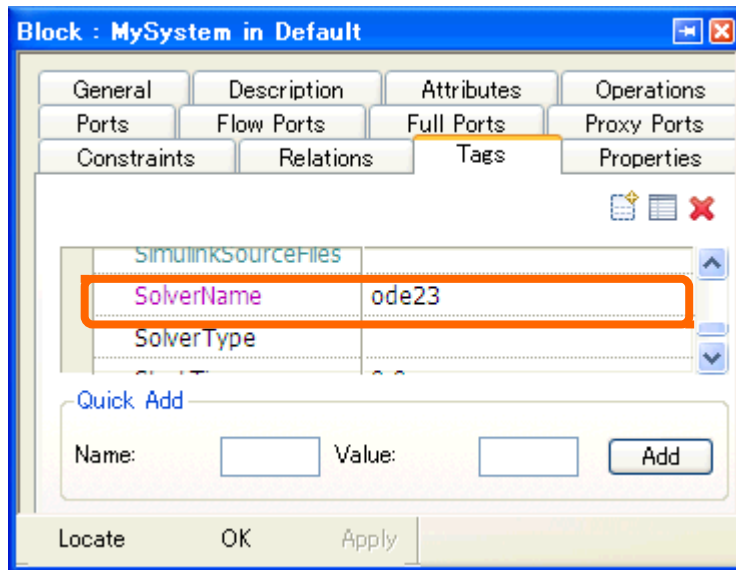 Block : MySystem in Default
General Description Attributes Operations
Ports Flow Ports Full Ports Proxy Ports
Constraints Relations Tags Properties
SimulinkSourceFiles
SolverName ode23
SolverType
Quick Add
Name: Value: Add
Locate OK Apply